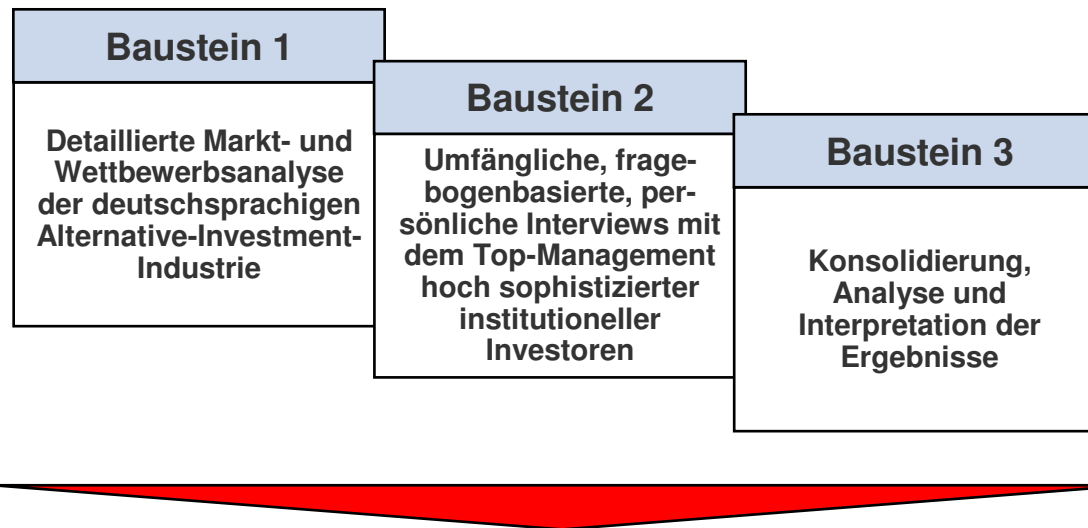 Baustein 1
Detaillierte Markt- und
Wettbewerbsanalyse
der deutschsprachigen
Alternative-Investment-
Industrie
Baustein 2
Umfängliche, frage-
bogenbasierte, per-
sönliche Interviews mit
dem Top-Management
hoch sophistizierter
institutioneller
Investoren
Baustein 3
Konsolidierung,
Analyse und
Interpretation der
Ergebnisse